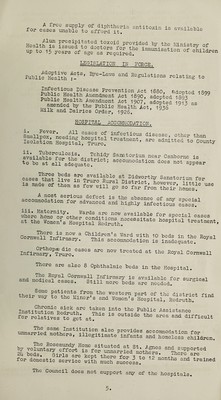 A free supply of diphtheria antitoxin is available
for cases unable to afford it.
Alum precipitated toxoid provided by the Ministry of
Health is issued to doctors for the immunisation of children
up to 15 years of age as required.
LEGISLATION IN FORCE.
Adoptive Acts, Bye-Laws and Regulations relating to
Public Health :-
Infectious Disease Prevention Act 1890, adopted 1899
Public Health Amendment Act 1890, adopted 1892
Public Health Amendment Act 1907, adopted 1913 as
amended by the Public Health Act, 1936
Milk and Dairies Order, 1926.
HOSPITAL ACCOMMODATION.
i. Fever. All cases of infectious disease, other than
Smallpox, needing hospital treatment, are admitted to County
Isolation Hospital, Truro.
ii. Tuberculosis. Tehidy Sanatorium near Camborne is
available for the district; accommodation does not appear
to be at all adequate.
Three beds are available at Didworthy Sanatorium for
cases that live in Truro Rural District, however, little use
is made of them as few will go so far from their homes.
A most serious defect is the absence of any special
accommodation for advanced and highly infectious cases.
iii. Maternity. Wards are now available for special cases
where home or other conditions necessitate hospital treatment,
at the Women's Hospital Redruth.
There is now a Children's Ward with 10 beds in the Royal
Cornwall Infirmary. This accommodation is inadequate.
Orthopaedic cases are now treated at the Royal Cornwall
Infirmary, Truro.
There are also 8 Ophthalmic beds in the Hospital.
The Royal Cornwall Infirmary is available for surgical
and medical cases. Still more beds are needed.
Some patients from the western part of the district find
their way to the Miner's and Women's Hospital, Redruth.
Chronic sick are taken into the Public Assistance
Institution Redruth. This is outside the area and difficult
for relatives to get at.
The same Institution also provides accommodation for
unmarried mothers, illegitimate infants and homeless children.
The Rosemundy Home situated at St. Agnes and supported
by voluntary effort is for unmarried mothers. There are
24 beds. Girls are kept there for 3 to 12 months and trained
for domestic service with much success.
The Council does not support any of the hospitals.
5.